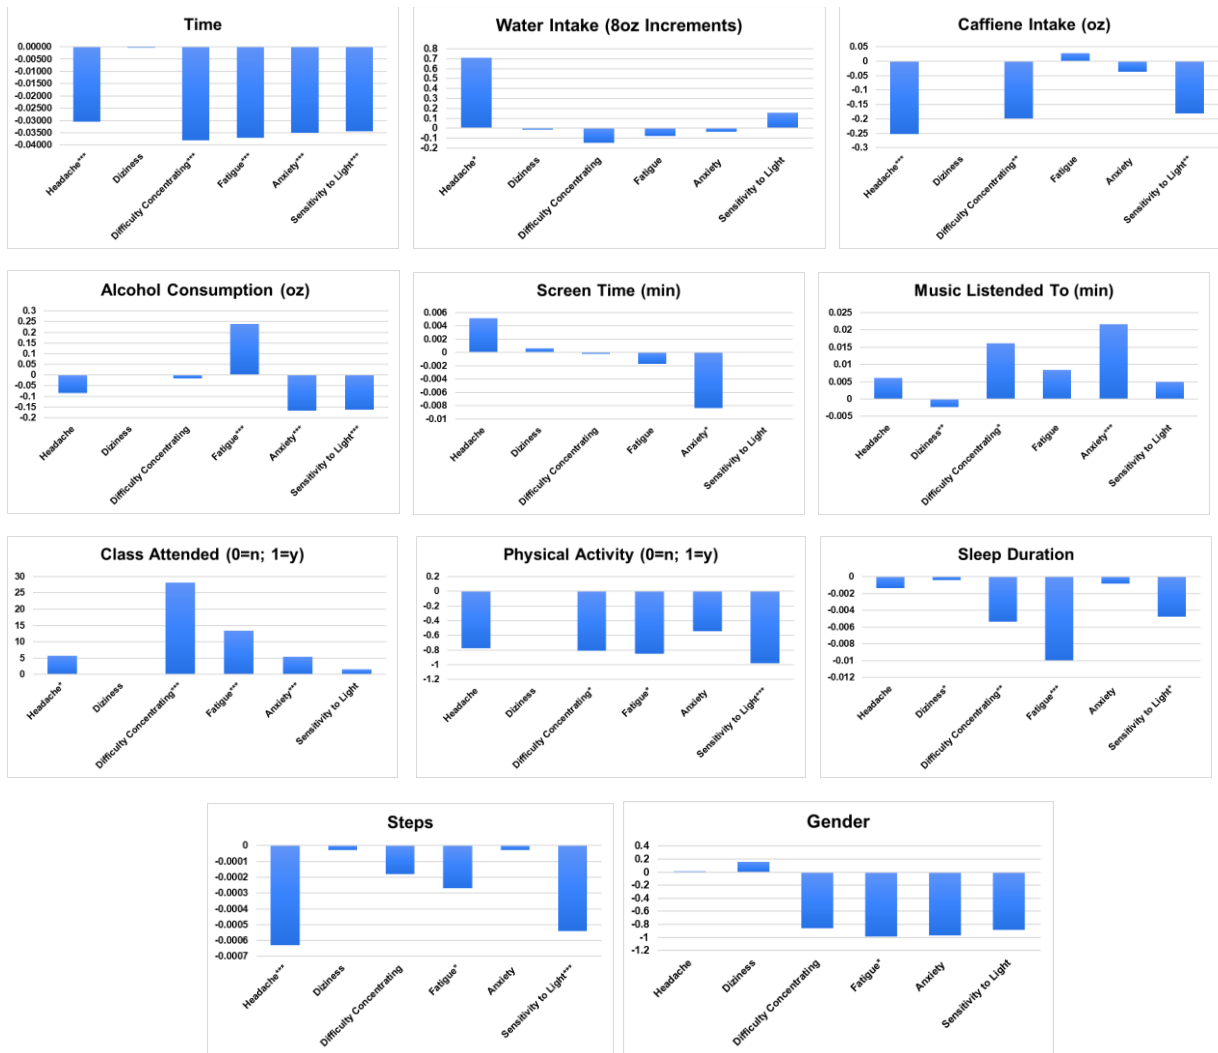 Time
0.00000
-0.00500
-0.01000
-0.01500
-0.02000
-0.02500
-0.03000
-0.03500
-0.04000
Headache***
Diziness
Difficulty Concentrating***
Fatigue***
Anxiety***
Sensitivity to Light***
Water Intake (8oz Increments)
0.8
0.7
0.6
0.5
0.4
0.3
0.2
0.1
0
-0.1
-0.2
Headache*
Diziness
Difficulty Concentrating
Fatigue
Anxiety
Sensitivity to Light
Caffiene Intake (oz)
0.05
0
-0.05
-0.1
-0.15
-0.2
-0.25
-0.3
Headache***
Diziness
Difficulty Concentrating**
Fatigue
Anxiety
Sensitivity to Light**
Alcohol Consumption (oz)
0.3
0.25
0.2
0.15
0.1
0.05
0
-0.05
-0.1
-0.15
-0.2
Headache
Diziness
Difficulty Concentrating
Fatigue***
Anxiety***
Sensitivity to Light***
Screen Time (min)
0.006
0.004
0.002
0
-0.002
-0.004
-0.006
-0.008
-0.01
Headache
Diziness
Difficulty Concentrating
Fatigue
Anxiety*
Sensitivity to Light
Music Listended To (min)
0.025
0.02
0.015
0.01
0.005
0
-0.005
Headache
Diziness**
Difficulty Concentrating*
Fatigue
Anxiety***
Sensitivity to Light
Class Attended (0=n; 1=y)
30
25
20
15
10
5
0
Headache*
Diziness
Difficulty Concentrating***
Fatigue***
Anxiety***
Sensitivity to Light
Physical Activity (0=n; 1=y)
0.2
0
-0.2
-0.4
-0.6
-0.8
-1
-1.2
Headache
Diziness
Difficulty Concentrating*
Fatigue*
Anxiety
Sensitivity to Light***
Sleep Duration
0
-0.002
-0.004
-0.006
-0.008
-0.01
-0.012
Headache
Diziness*
Difficulty Concentrating**
Fatigue***
Anxiety
Sensitivity to Light*
Steps
0
-0.0001
-0.0002
-0.0003
-0.0004
-0.0005
-0.0006
-0.0007
Headache***
Diziness
Difficulty Concentrating
Fatigue*
Anxiety
Sensitivity to Light***
Gender
0.4
0.2
0
-0.2
-0.4
-0.6
-0.8
-1
-1.2
Headache
Diziness
Difficulty Concentrating
Fatigue*
Anxiety
Sensitivity to Light